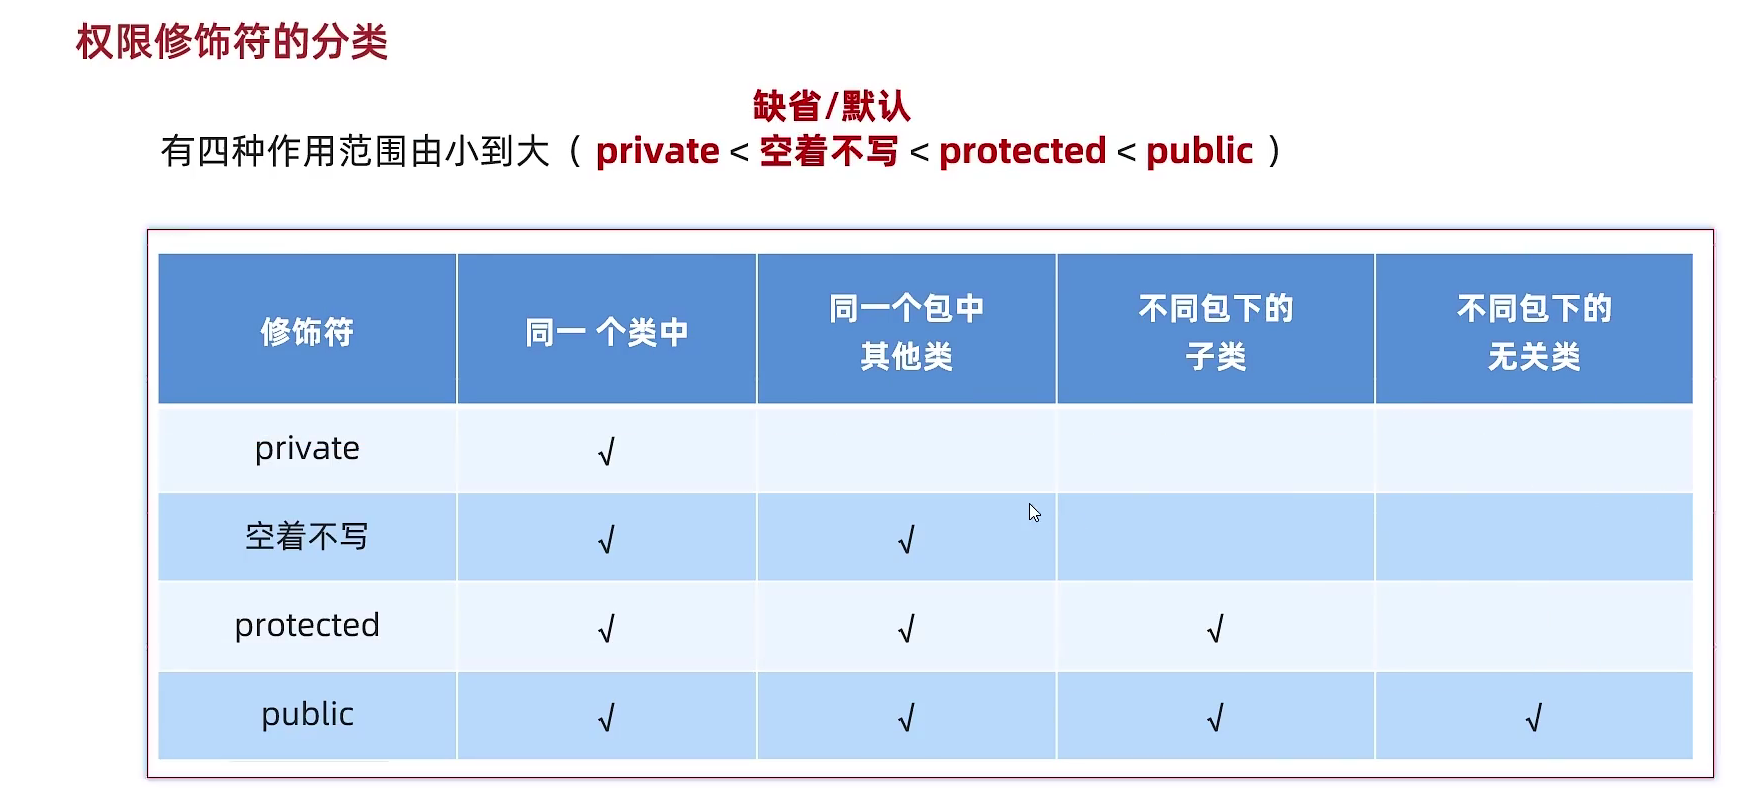 权限修饰符的分类
缺省/默认
有四种作用范围由小到大（ private < 空着不写 < protected < public ）
修饰符 同一 个类中 同一个包中 其他类 不同包下的 子类 不同包下的 无关类
private √
空着不写 √ √
protected √ √ √
public √ √ √ √